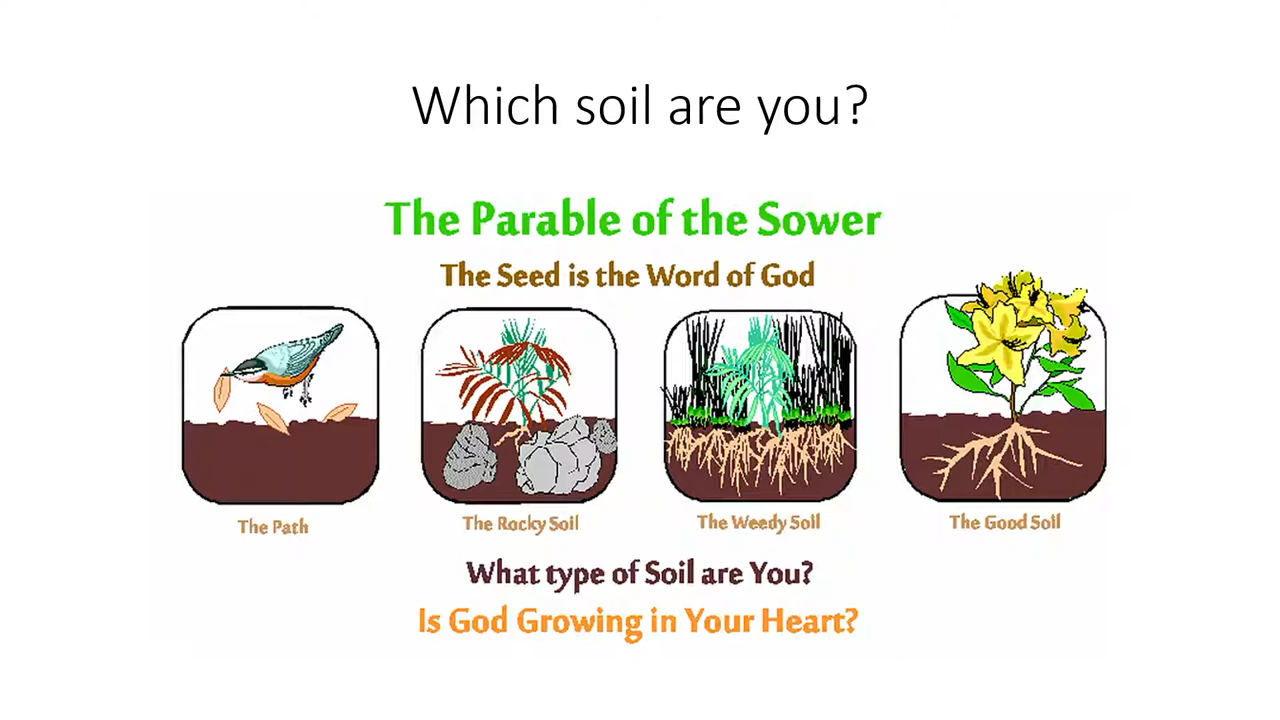 Which soil are you?
The Parable of the Sower
The Seed is the Word of God
The Path
The Rocky Soil
The Weedy Soil
The Good Soil
What type of Soil are You?
Is God Growing in Your Heart?